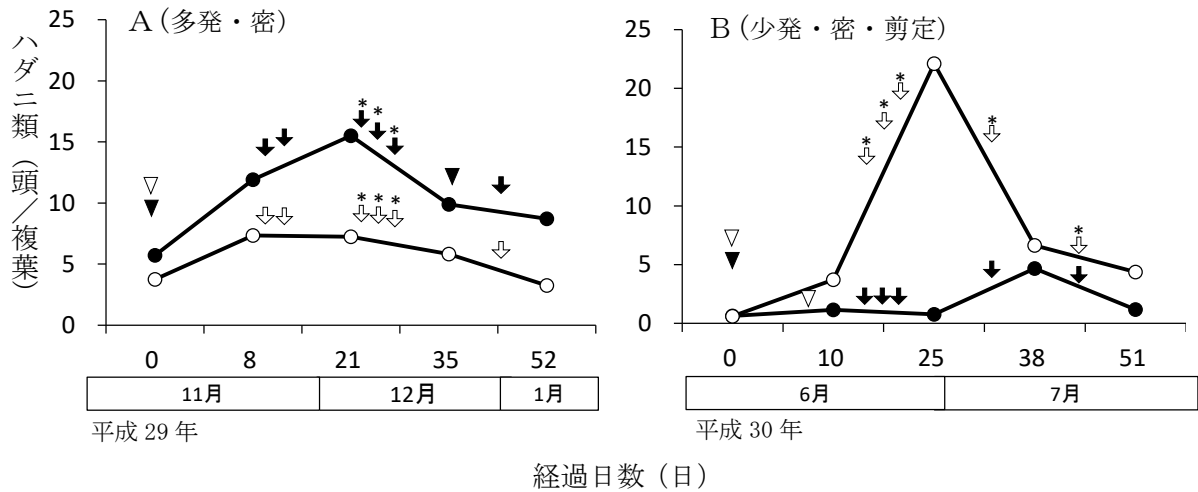 ハダニ類（頭／複葉）
A（多発・密）
25
20
15
10
5
0
* * *
* * *
0 8 21 35 52
11月 12月 1月
平成 29 年
B（少発・密・剪定）
25
20
15
10
5
0
* * * * *
0 10 25 38 51
6月 7月
平成 30 年
経過日数（日）